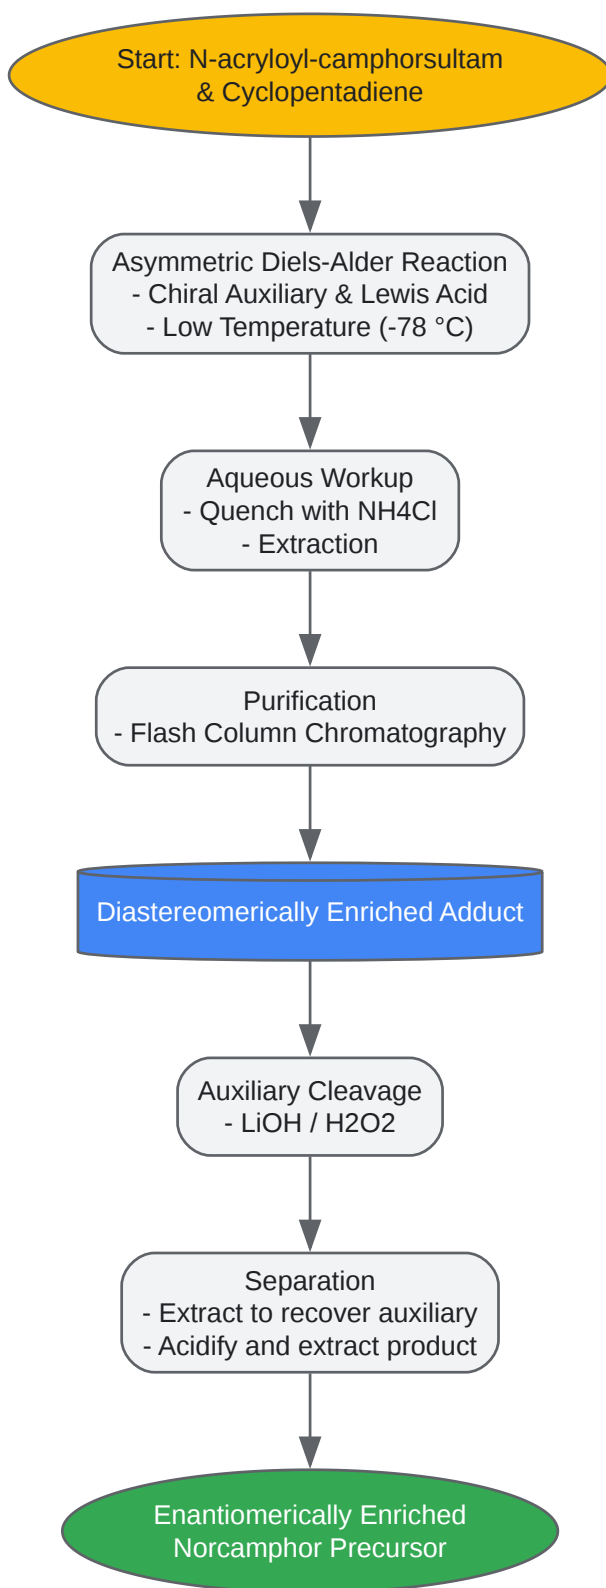 Start: N-acryloyl-camphorsultam
& Cyclopentadiene
Asymmetric Diels-Alder Reaction
- Chiral Auxiliary & Lewis Acid
- Low Temperature (-78 °C)
Aqueous Workup
- Quench with NH4Cl
- Extraction
Purification
- Flash Column Chromatography
Diastereomerically Enriched Adduct
Auxiliary Cleavage
- LiOH / H2O2
Separation
- Extract to recover auxiliary
- Acidify and extract product
Enantiomerically Enriched
Norcamphor Precursor